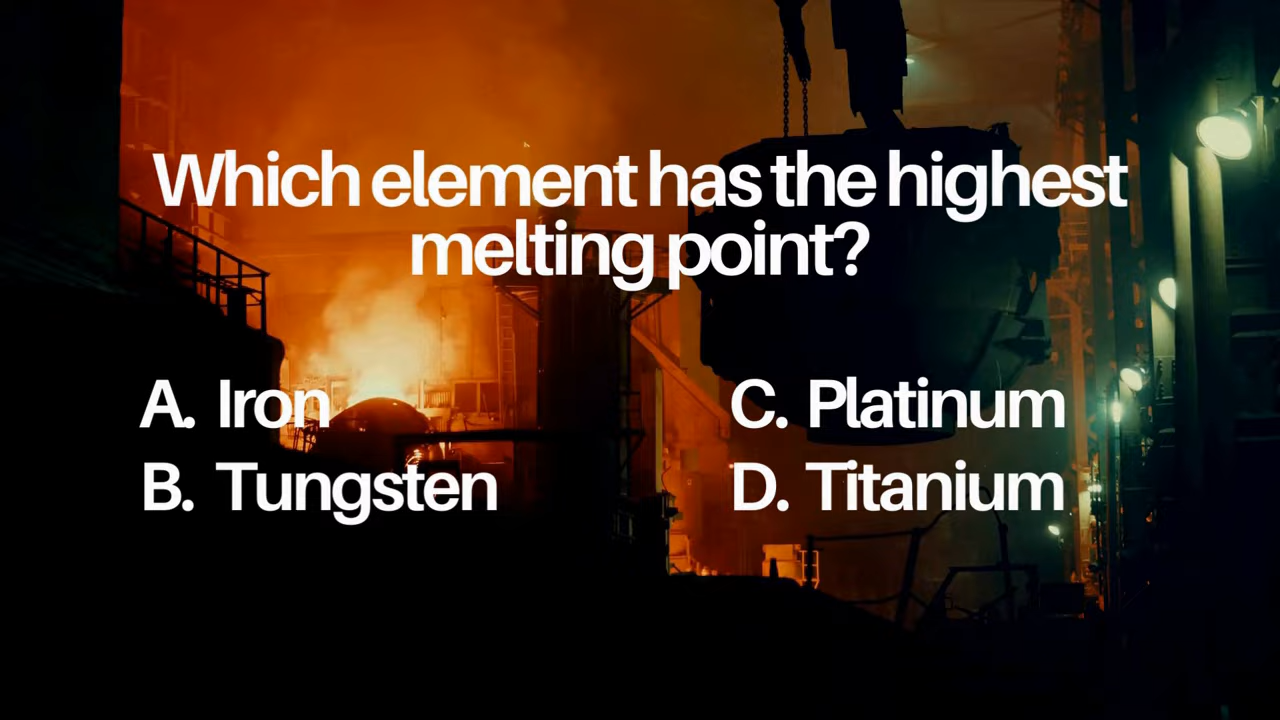 Which element has the highest
melting point?
A. Iron
B. Tungsten
C. Platinum
D. Titanium